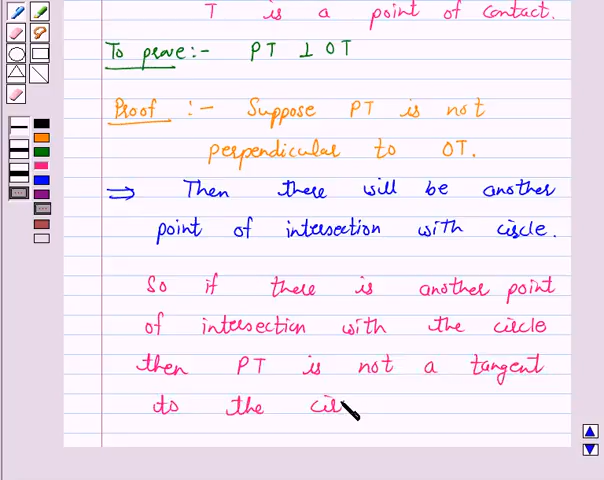 T is a point of contact.
To prove:- PT ⊥ OT
Proof :- Suppose PT is not
perpendicular to OT.
⇒ Then there will be another
point of intersection with circle.
So if there is another point
of intersection with the circle
then PT is not a tangent
to the cir